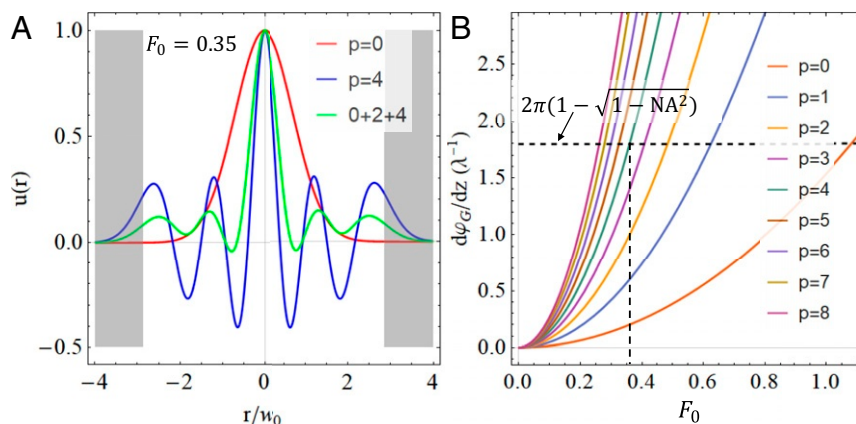 A
F₀ = 0.35
p=0
p=4
0+2+4
1.0
0.5
0.0
−0.5
u(r)
−4
−2
0
2
4
r/w₀
B
2π(1 − √1 − NA²)
p=0
p=1
p=2
p=3
p=4
p=5
p=6
p=7
p=8
2.5
2.0
1.5
1.0
0.5
0.0
dφ_G/dz (λ⁻¹)
0.0
0.2
0.4
0.6
0.8
1.0
F₀